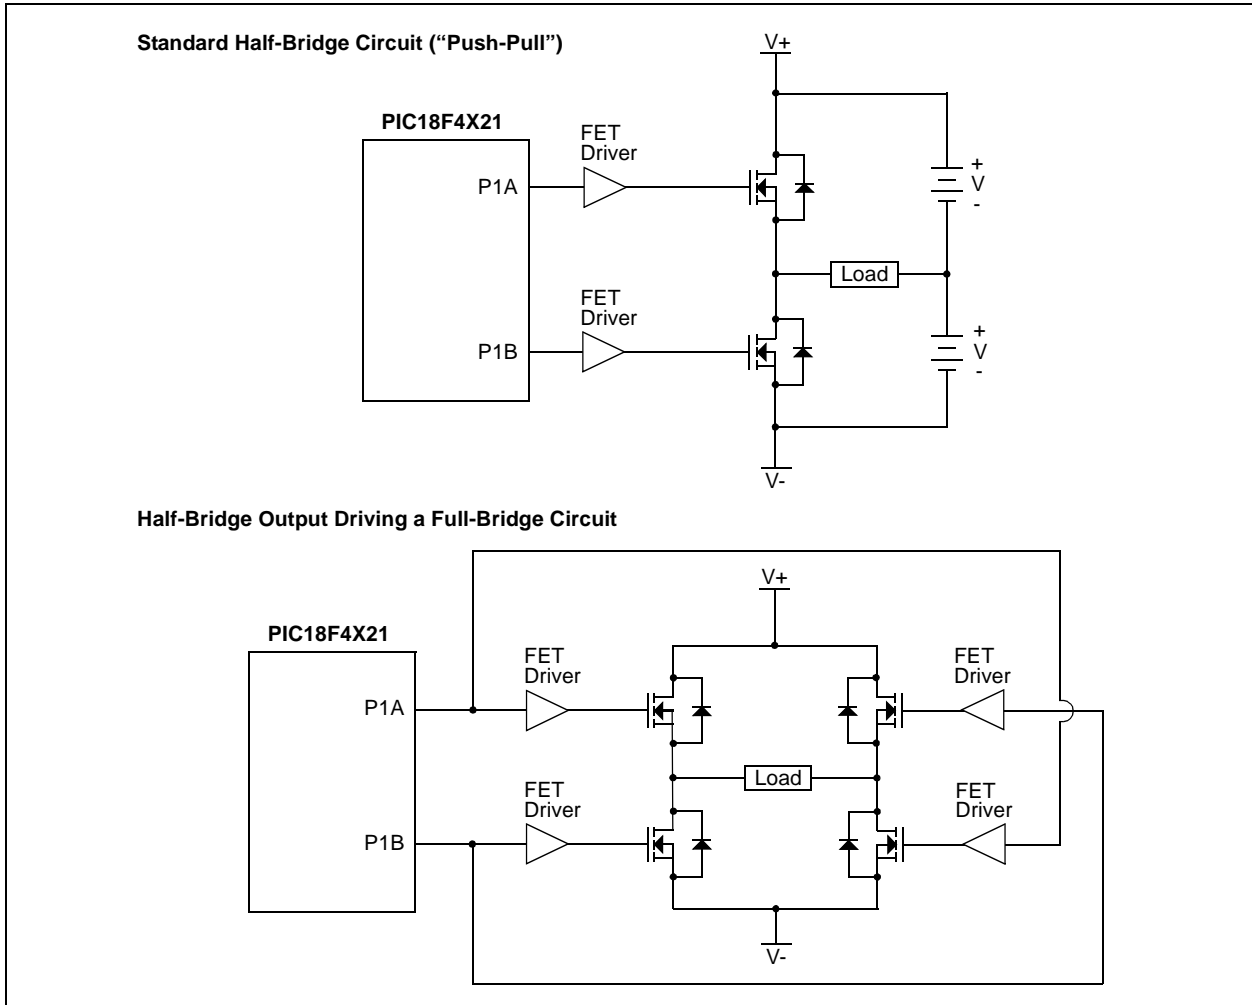 Standard Half-Bridge Circuit (“Push-Pull”)
V+
PIC18F4X21
FET
Driver
P1A
+
V
-
Load
FET
Driver
P1B
+
V
-
V-
Half-Bridge Output Driving a Full-Bridge Circuit
V+
PIC18F4X21
FET
Driver
FET
Driver
P1A
Load
FET
Driver
FET
Driver
P1B
V-